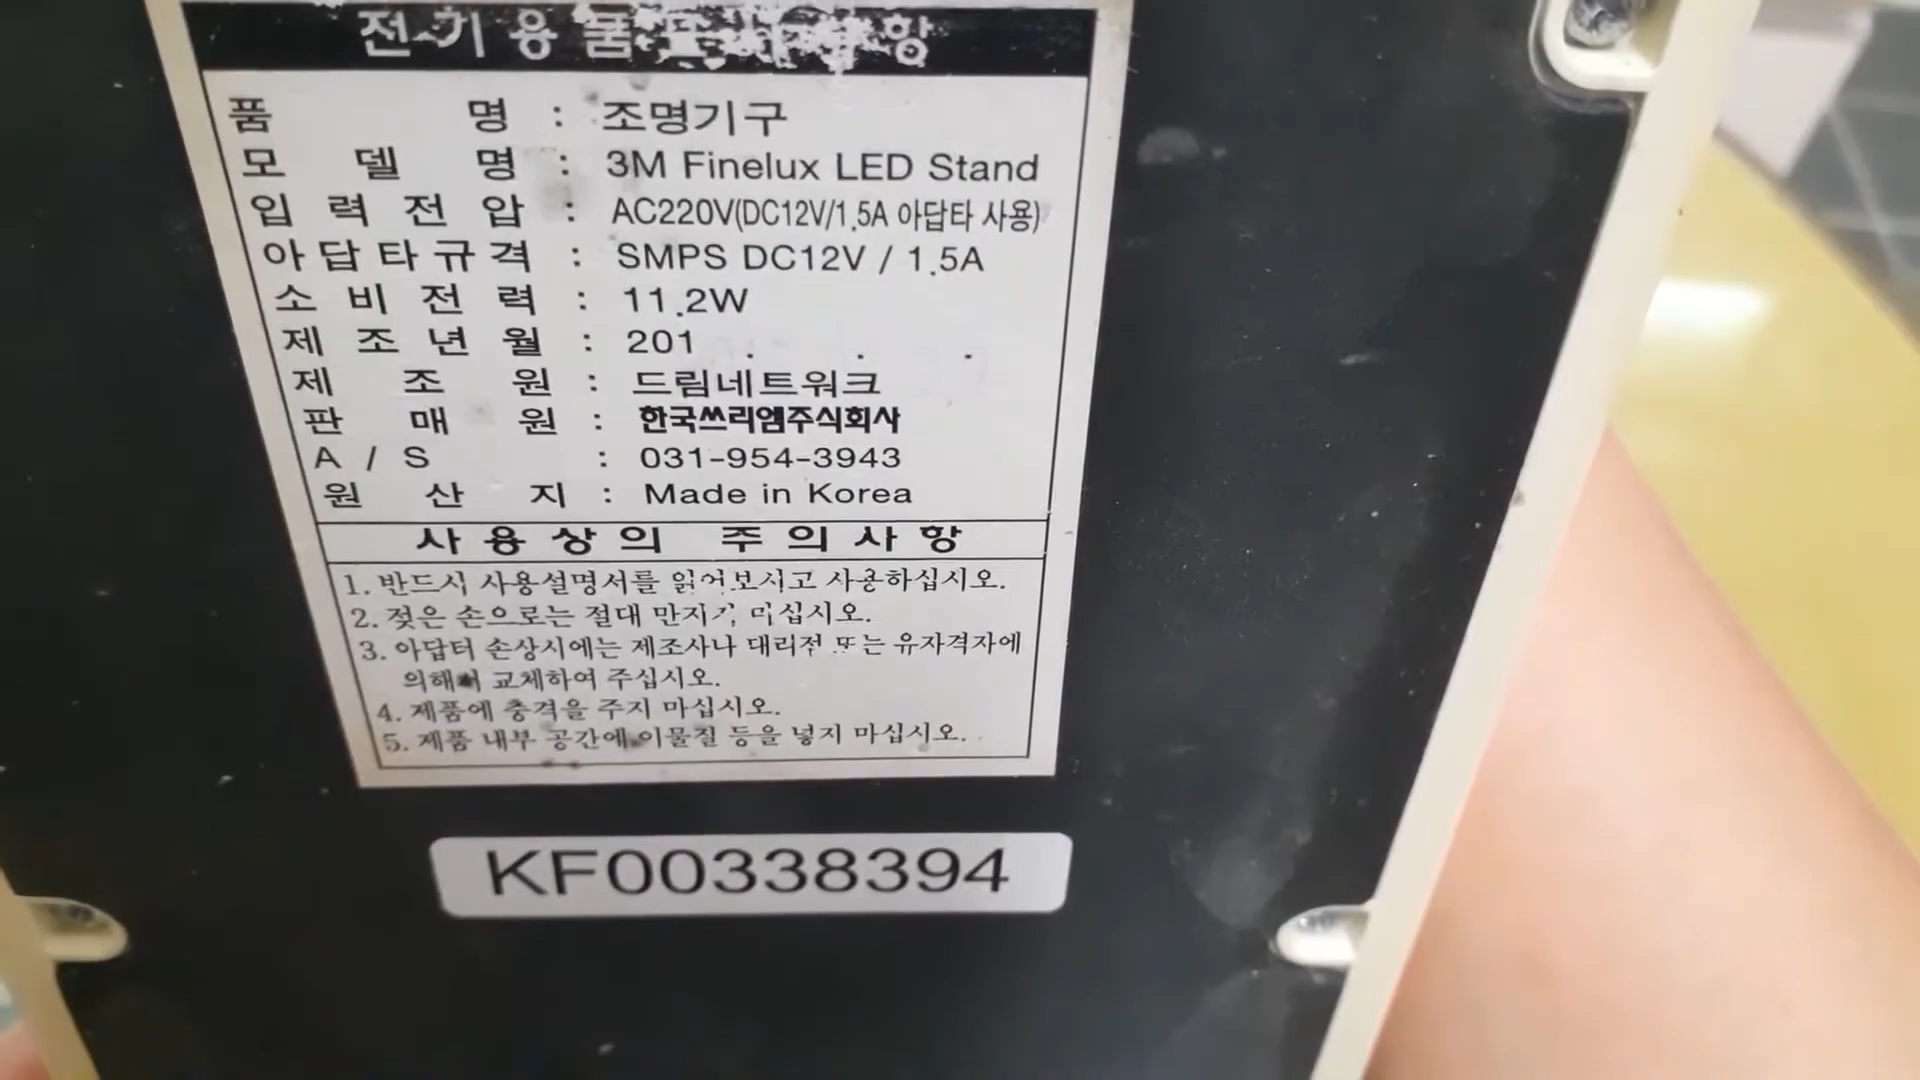 전기용품
품 명 : 조명기구
모 델 명 : 3M Finelux LED Stand
입 력 전 압 : AC220V(DC12V/1.5A 아답타 사용)
아답타규격 : SMPS DC12V / 1.5A
소 비 전 력 : 11.2W
제 조 년 월 : 201 . . .
제 조 원 : 드림네트워크
판 매 원 : 한국쓰리엠주식회사
A / S : 031-954-3943
원 산 지 : Made in Korea
사용상의 주의사항
1. 반드시 사용설명서를 읽어보시고 사용하십시오.
2. 젖은 손으로는 절대 만지지 마십시오.
3. 아답터 손상시에는 제조사나 대리점 또는 유자격자에
의해서 교체하여 주십시오.
4. 제품에 충격을 주지 마십시오.
5. 제품 내부 공간에 이물질 등을 넣지 마십시오.
KF00338394